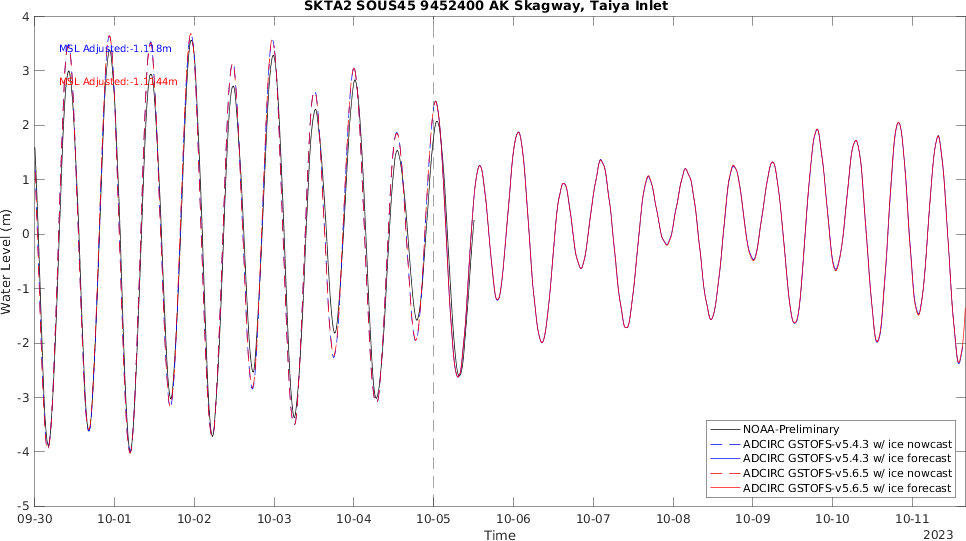 SKTA2 SOUS45 9452400 AK Skagway, Taiya Inlet
MSL Adjusted:-1.118m
MSL Adjusted:-1.1144m
Water Level (m)
4
3
2
1
0
-1
-2
-3
-4
-5
NOAA-Preliminary
ADCIRC GSTOFS-v5.4.3 w/ ice nowcast
ADCIRC GSTOFS-v5.4.3 w/ ice forecast
ADCIRC GSTOFS-v5.6.5 w/ ice nowcast
ADCIRC GSTOFS-v5.6.5 w/ ice forecast
09-30 10-01 10-02 10-03 10-04 10-05 10-06 10-07 10-08 10-09 10-10 10-11
Time
2023